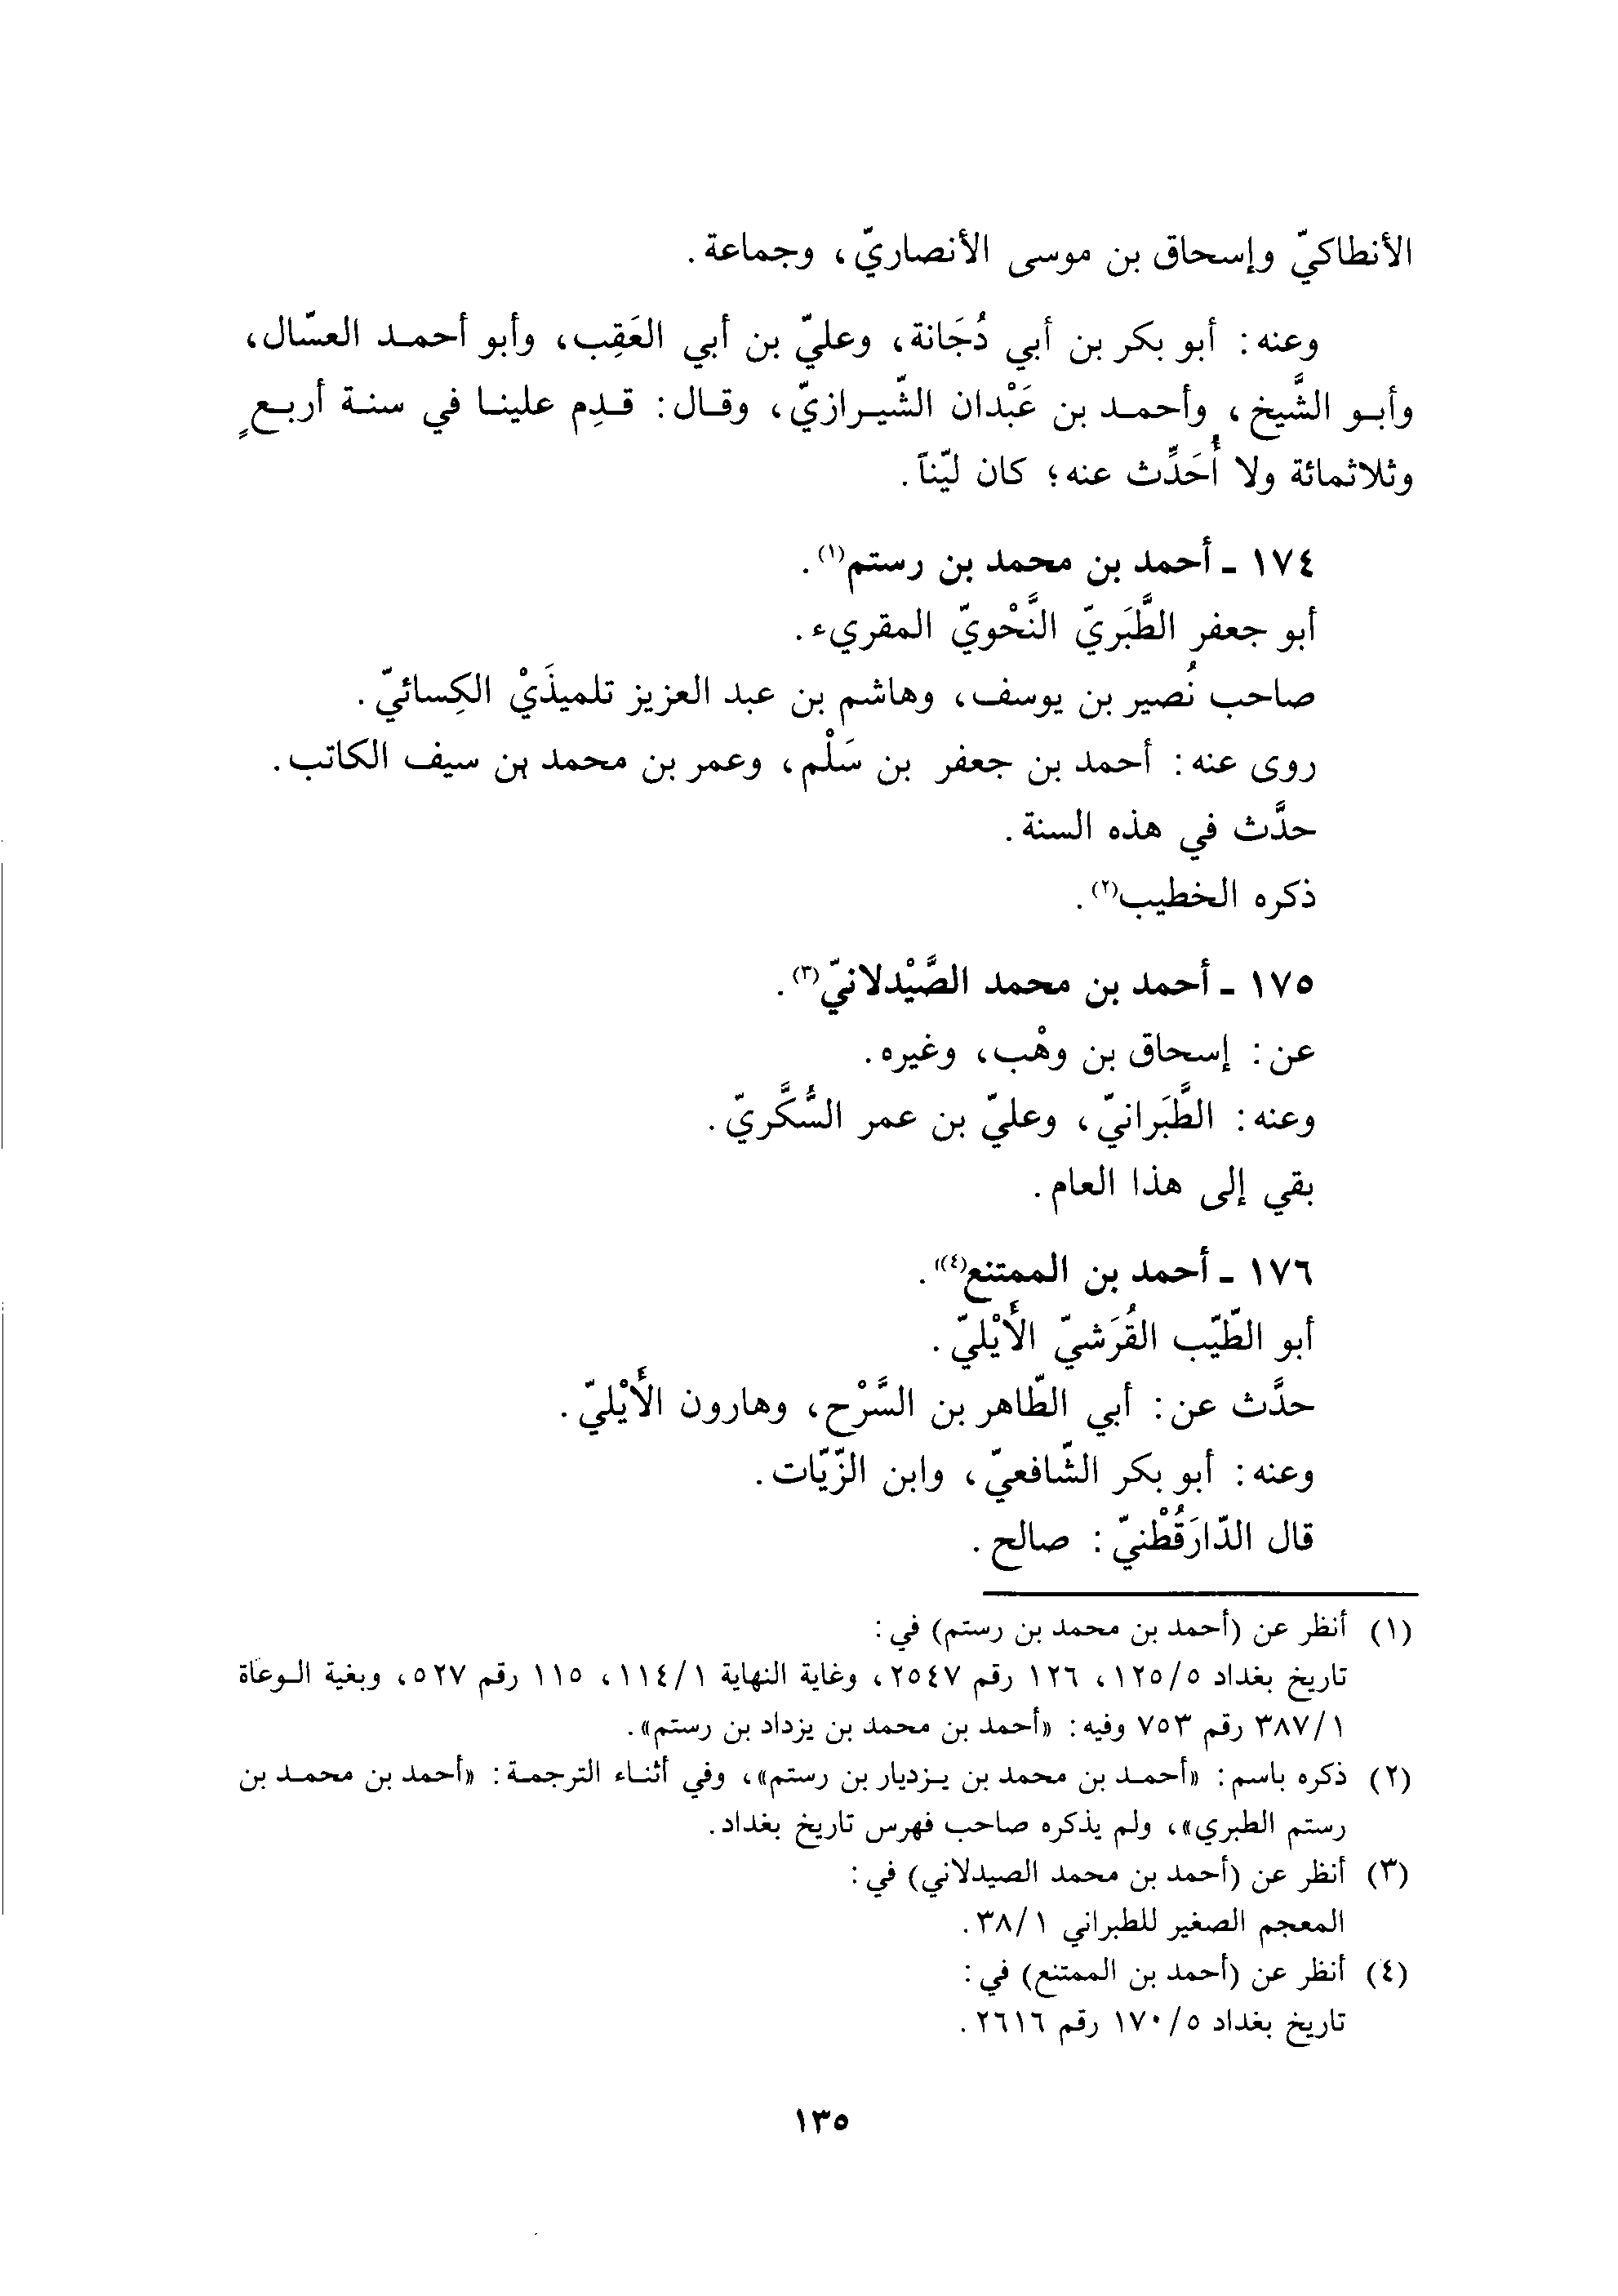 الأنطاكيّ وإسحاق بن موسى الأنصاريّ، وجماعة.
وعنه: أبو بكر بن أبي دُجَانة، وعليّ بن أبي العَقِب، وأبو أحمد العسّال،
وأبو الشَّيخ، وأحمد بن عَبْدان الشّيرازيّ، وقال: قدِم علينا في سنة أربعٍ
وثلاثمائة ولا أُحَدِّث عنه؛ كان ليّناً.
١٧٤ - أحمد بن محمد بن رستم(١).
أبو جعفر الطَّبَريّ النَّحْويّ المقريء.
صاحب نُصير بن يوسف، وهاشم بن عبد العزيز تلميذَيْ الكِسائيّ.
روى عنه: أحمد بن جعفر بن سَلْم، وعمر بن محمد بن سيف الكاتب.
حدَّث في هذه السنة.
ذكره الخطيب(٢).
١٧٥ - أحمد بن محمد الصَّيْدلانيّ(٣).
عن: إسحاق بن وهْب، وغيره.
وعنه: الطَّبَرانيّ، وعليّ بن عمر السُّكَّريّ.
بقي إلى هذا العام.
١٧٦ - أحمد بن الممتنع(٤)).
أبو الطّيّب القُرَشيّ الأَيْليّ.
حدَّث عن: أبي الطّاهر بن السَّرْح، وهارون الأَيْليّ.
وعنه: أبو بكر الشّافعيّ، وابن الزّيّات.
قال الدّارَقُطْنيّ: صالح.
(١) أنظر عن (أحمد بن محمد بن رستم) في:
تاريخ بغداد ١٢٥/٥، ١٢٦ رقم ٢٥٤٧، وغاية النهاية ١١٤/١، ١١٥ رقم ٥٢٧، وبغية الوعاة
٣٨٧/١ رقم ٧٥٣ وفيه: «أحمد بن محمد بن يزداد بن رستم».
(٢) ذكره باسم: «أحمد بن محمد بن يزديار بن رستم»، وفي أثناء الترجمة: «أحمد بن محمد بن
رستم الطبري»، ولم يذكره صاحب فهرس تاريخ بغداد.
(٣) أنظر عن (أحمد بن محمد الصيدلاني) في:
المعجم الصغير للطبراني ٣٨/١.
(٤) أنظر عن (أحمد بن الممتنع) في:
تاريخ بغداد ١٧٠/٥ رقم ٢٦١٦.
١٣٥